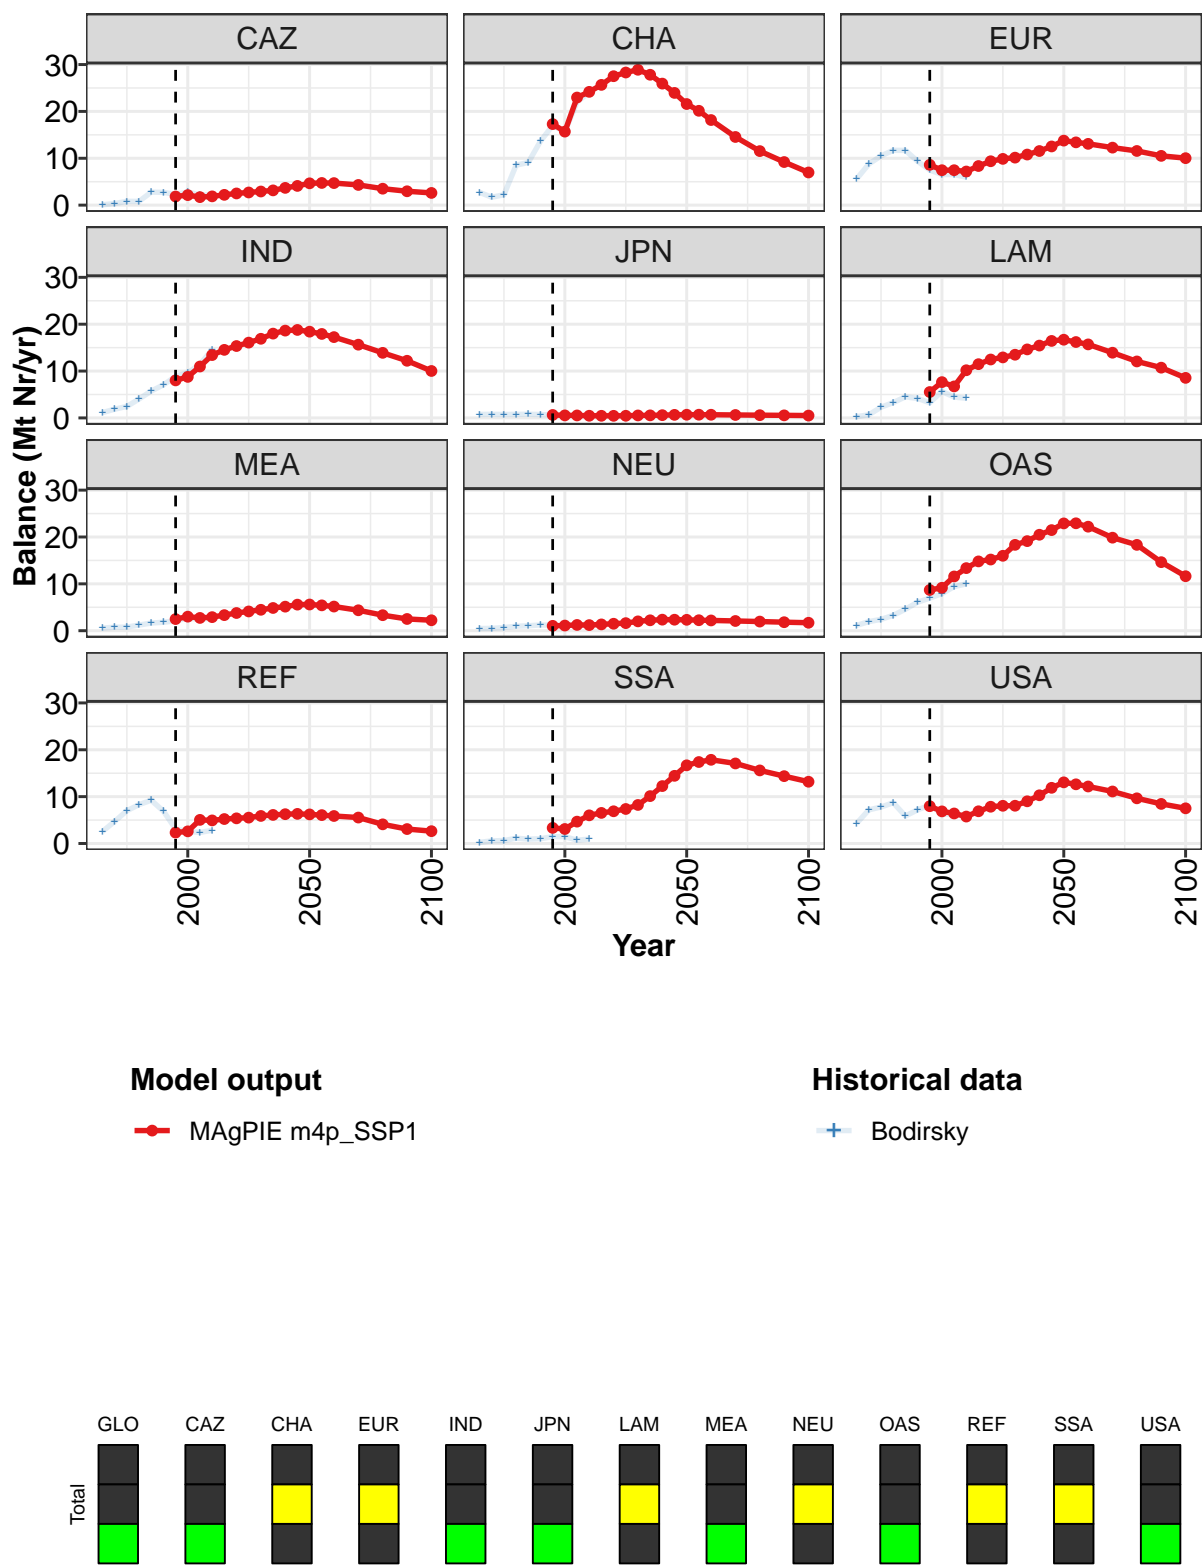 CAZ CHA EUR
30
20
10
0
IND JPN LAM
30
20
10
0
MEA NEU OAS
30
20
10
0
REF SSA USA
30
20
10
0
Balance (Mt Nr/yr)
2000 2050 2100 2000 2050 2100 2000 2050 2100
Year
Model output Historical data
MAgPIE m4p_SSP1 Bodirsky
GLO CAZ CHA EUR IND JPN LAM MEA NEU OAS REF SSA USA
Total